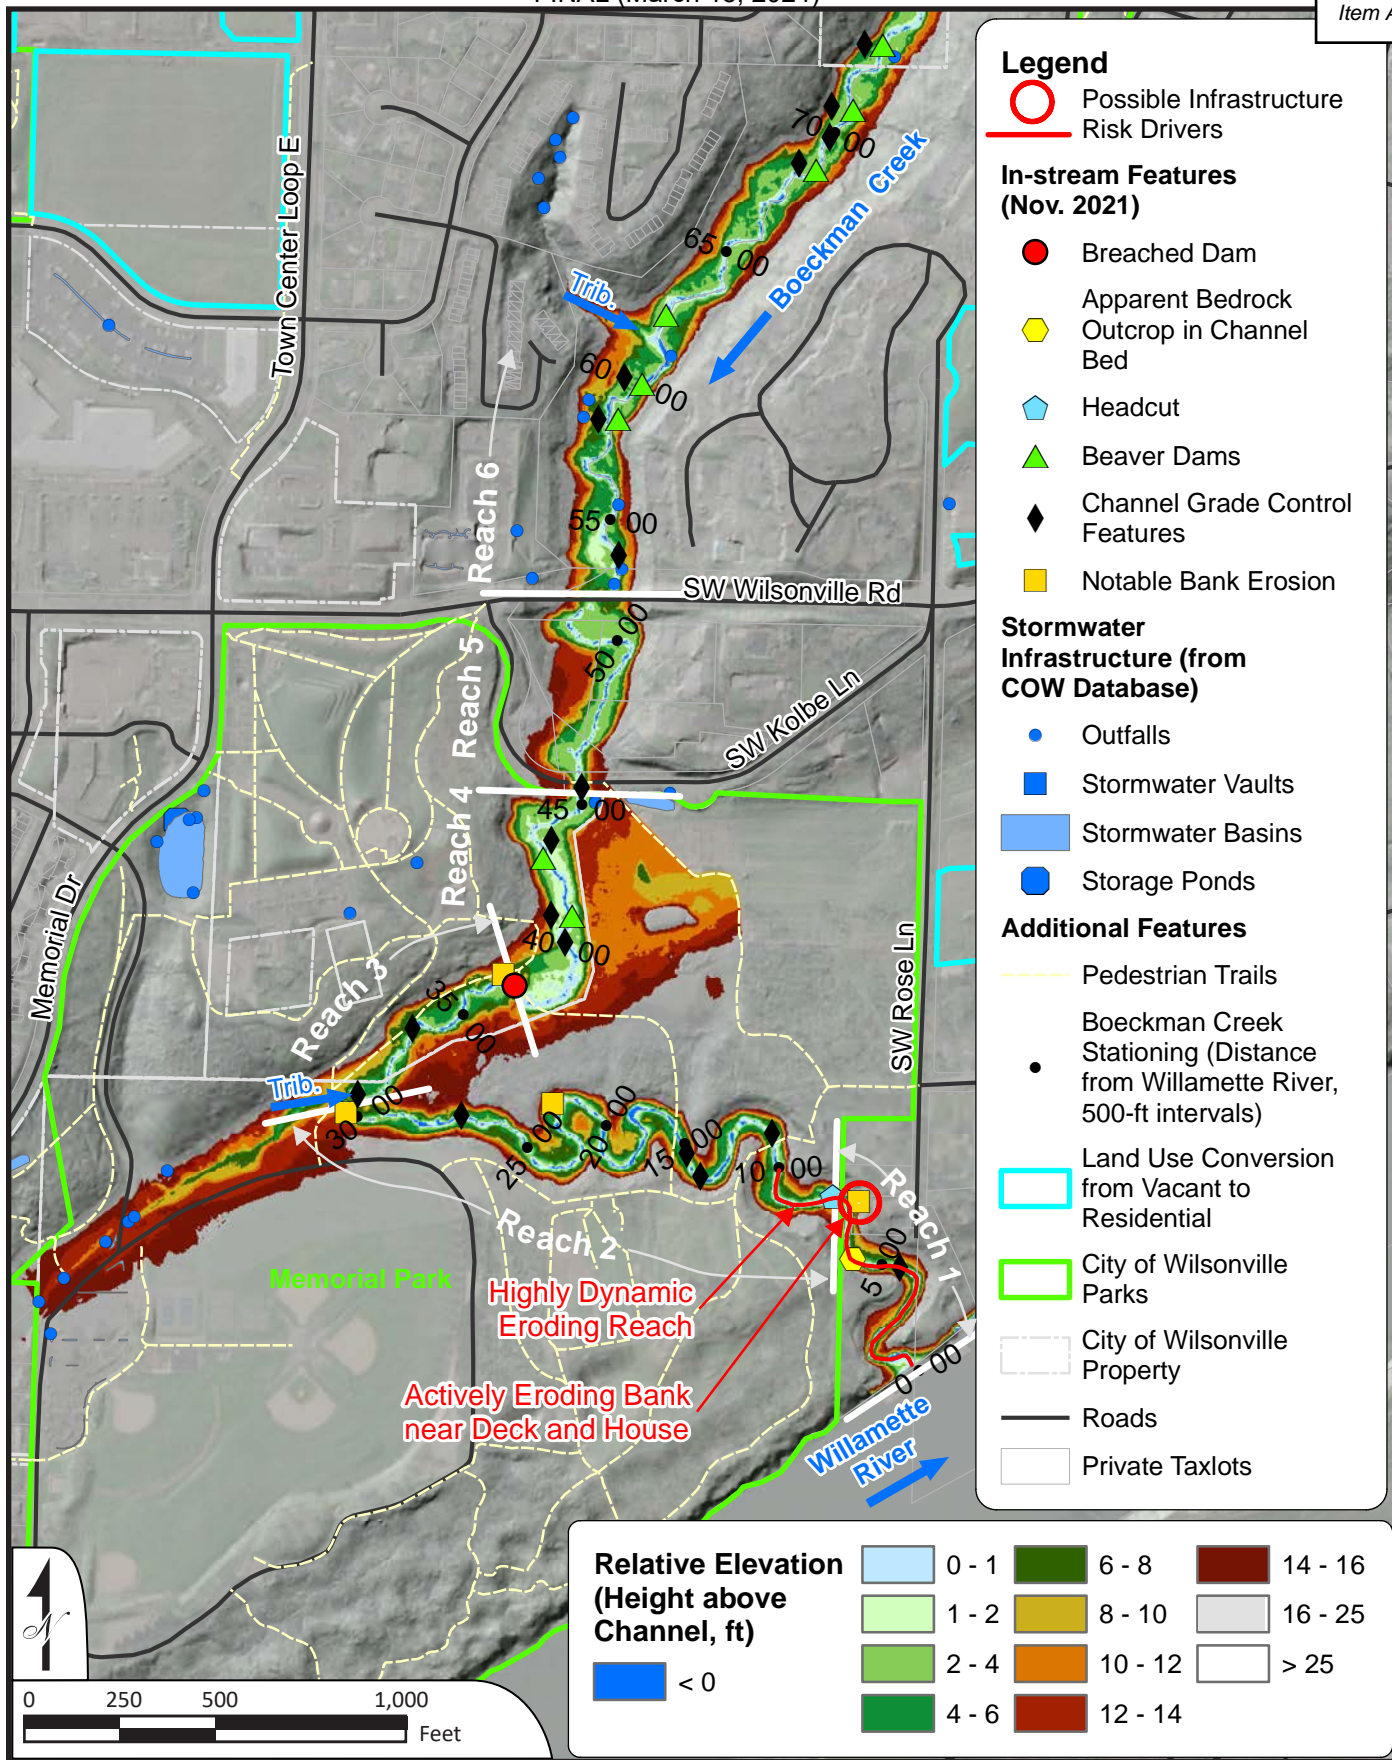 Item A
Legend
Possible Infrastructure
Risk Drivers
In-stream Features
(Nov. 2021)
Breached Dam
Apparent Bedrock
Outcrop in Channel
Bed
Headcut
Beaver Dams
Channel Grade Control
Features
Notable Bank Erosion
Stormwater
Infrastructure (from
COW Database)
Outfalls
Stormwater Vaults
Stormwater Basins
Storage Ponds
Additional Features
Pedestrian Trails
Boeckman Creek
Stationing (Distance
from Willamette River,
500-ft intervals)
Land Use Conversion
from Vacant to
Residential
City of Wilsonville
Parks
City of Wilsonville
Property
Roads
Private Taxlots
Town Center Loop E
70 00
Boeckman Creek
65 00
Trib.
60 00
Reach 6
55 00
SW Wilsonville Rd
50 00
Reach 5
SW Kolbe Ln
45 00
Reach 4
Memorial Dr
40 00
SW Rose Ln
Reach 3
35 00
Trib.
30 00
25 00
20 00
15 00
10 00
Reach 2
Reach 1
5 00
Memorial Park
Highly Dynamic
Eroding Reach
Actively Eroding Bank
near Deck and House
0 00
Willamette
River
N
0 250 500 1,000
Feet
Relative Elevation
(Height above
Channel, ft)
< 0
0 - 1
1 - 2
2 - 4
4 - 6
6 - 8
8 - 10
10 - 12
12 - 14
14 - 16
16 - 25
> 25